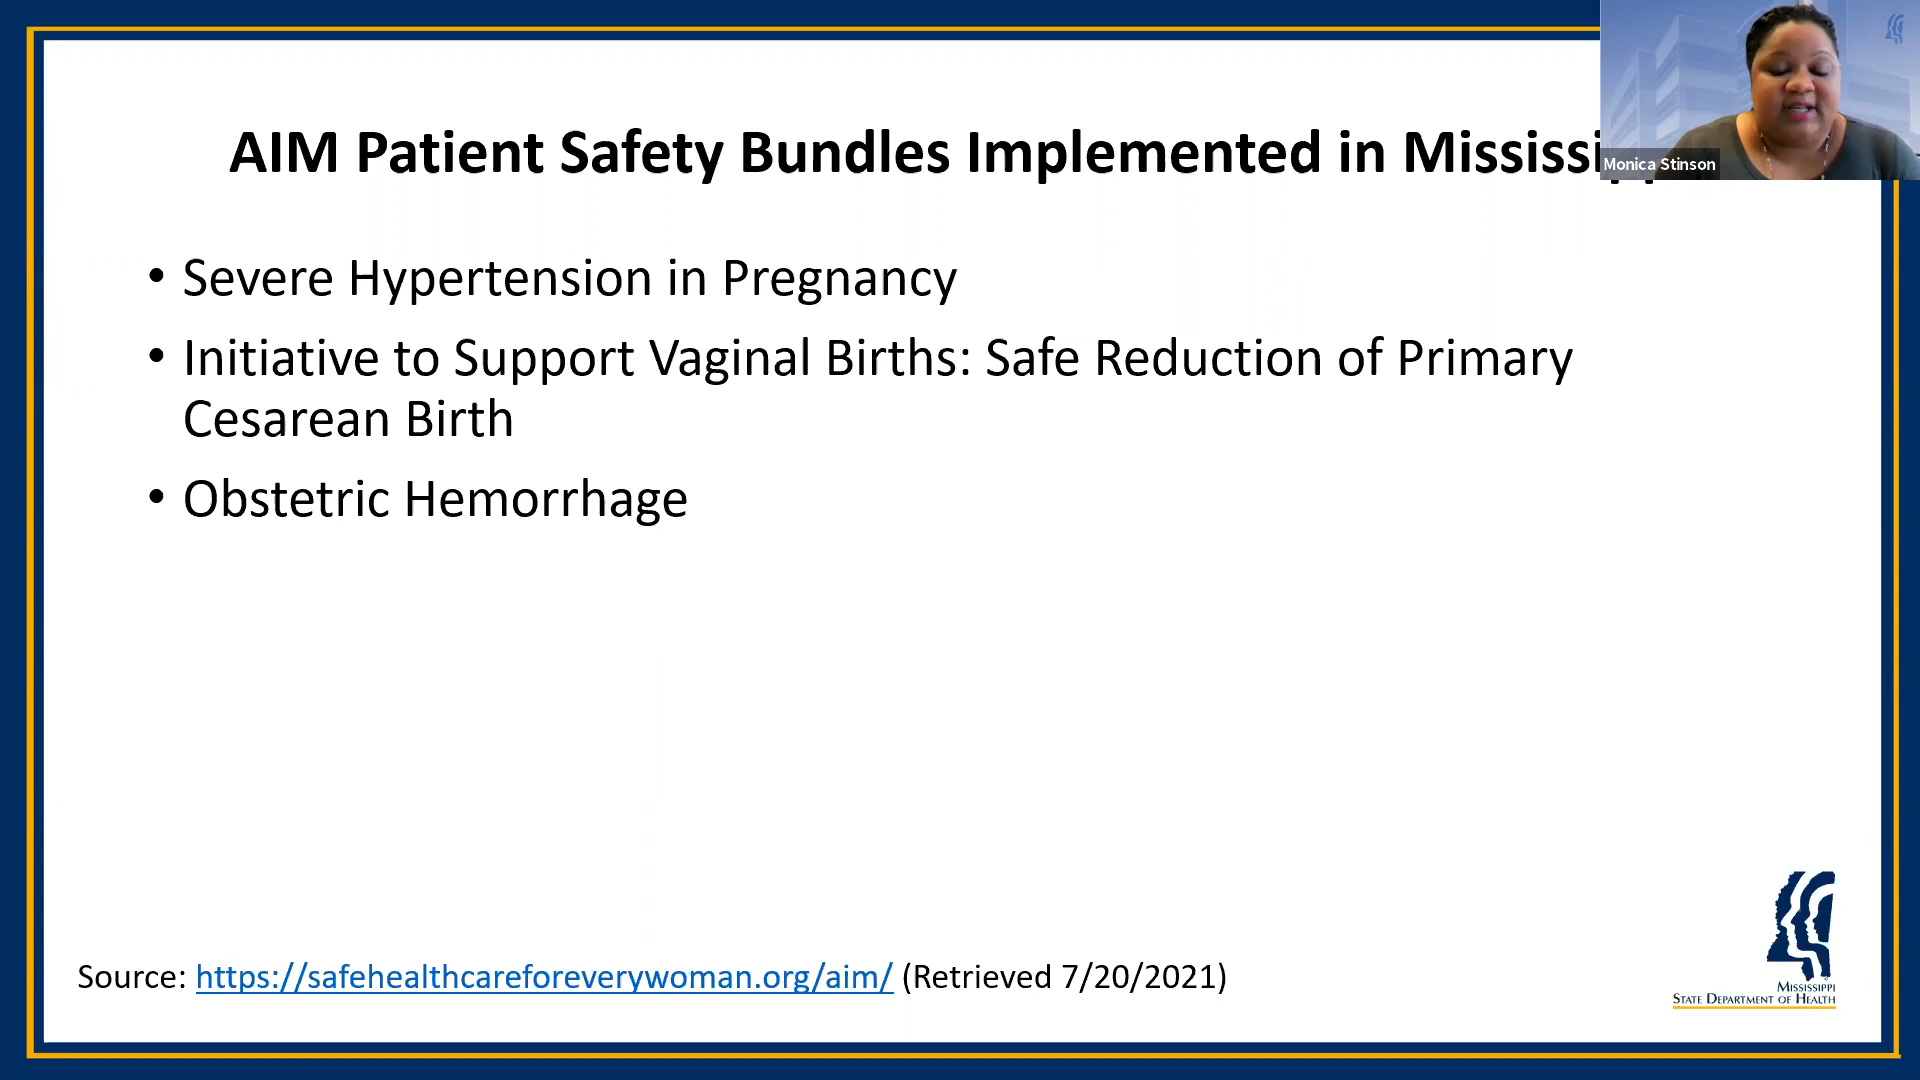 AIM Patient Safety Bundles Implemented in
Monica Stinson
• Severe Hypertension in Pregnancy
• Initiative to Support Vaginal Births: Safe Reduction of Primary
Cesarean Birth
• Obstetric Hemorrhage
Source: https://safehealthcareforeverywoman.org/aim/ (Retrieved 7/20/2021)
MISSISSIPPI
STATE DEPARTMENT OF HEALTH